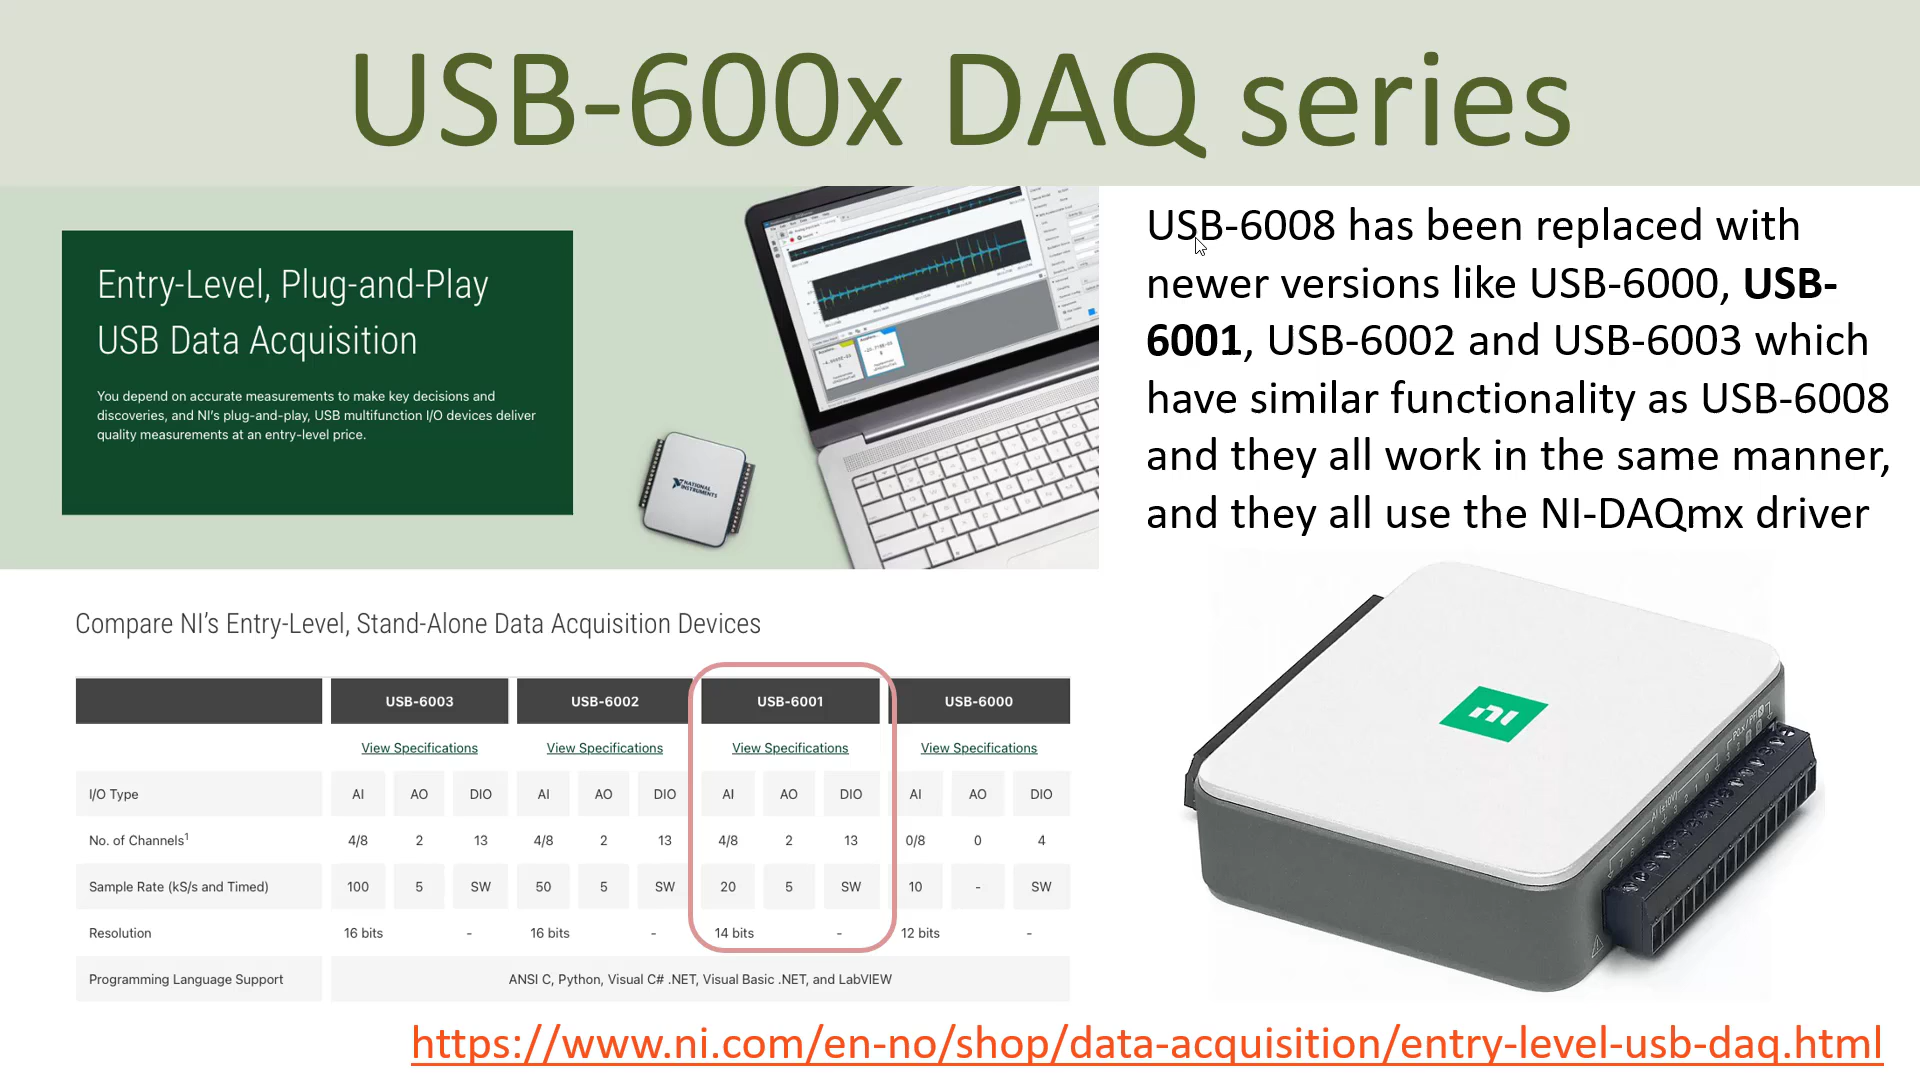 USB-600x DAQ series
Entry-Level, Plug-and-Play
USB Data Acquisition
You depend on accurate measurements to make key decisions and
discoveries, and NI's plug-and-play, USB multifunction I/O devices deliver
quality measurements at an entry-level price.
NATIONAL
INSTRUMENTS
USB-6008 has been replaced with
newer versions like USB-6000, USB-
6001, USB-6002 and USB-6003 which
have similar functionality as USB-6008
and they all work in the same manner,
and they all use the NI-DAQmx driver
ni
Compare NI's Entry-Level, Stand-Alone Data Acquisition Devices
USB-6003 USB-6002 USB-6001 USB-6000
View Specifications View Specifications View Specifications View Specifications
I/O Type AI AO DIO AI AO DIO AI AO DIO AI AO DIO
No. of Channels¹ 4/8 2 13 4/8 2 13 4/8 2 13 0/8 0 4
Sample Rate (kS/s and Timed) 100 5 SW 50 5 SW 20 5 SW 10 - SW
Resolution 16 bits - 16 bits - 14 bits - 12 bits -
Programming Language Support ANSI C, Python, Visual C# .NET, Visual Basic .NET, and LabVIEW
https://www.ni.com/en-no/shop/data-acquisition/entry-level-usb-daq.html